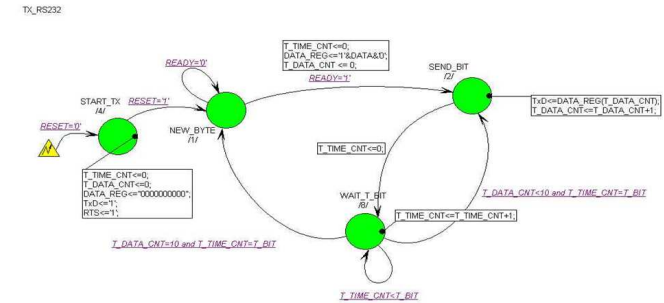 TX_RS232
T_TIME_CNT<=0;
DATA_REG<='1'&DATA&'0';
T_DATA_CNT <= 0;
READY='0'
READY='1'
SEND_BIT
/2/
START_TX
/4/
RESET='1'
RESET='0'
NEW_BYTE
/1/
TxD<=DATA_REG(T_DATA_CNT);
T_DATA_CNT<=T_DATA_CNT+1;
T_TIME_CNT<=0;
T_TIME_CNT<=0;
T_DATA_CNT<=0;
DATA_REG<="0000000000";
TxD<='1';
RTS<='1';
WAIT_T_BIT
/8/
T_DATA_CNT<10 and T_TIME_CNT=T_BIT
T_TIME_CNT<=T_TIME_CNT+1;
T_DATA_CNT=10 and T_TIME_CNT=T_BIT
T_TIME_CNT<T_BIT